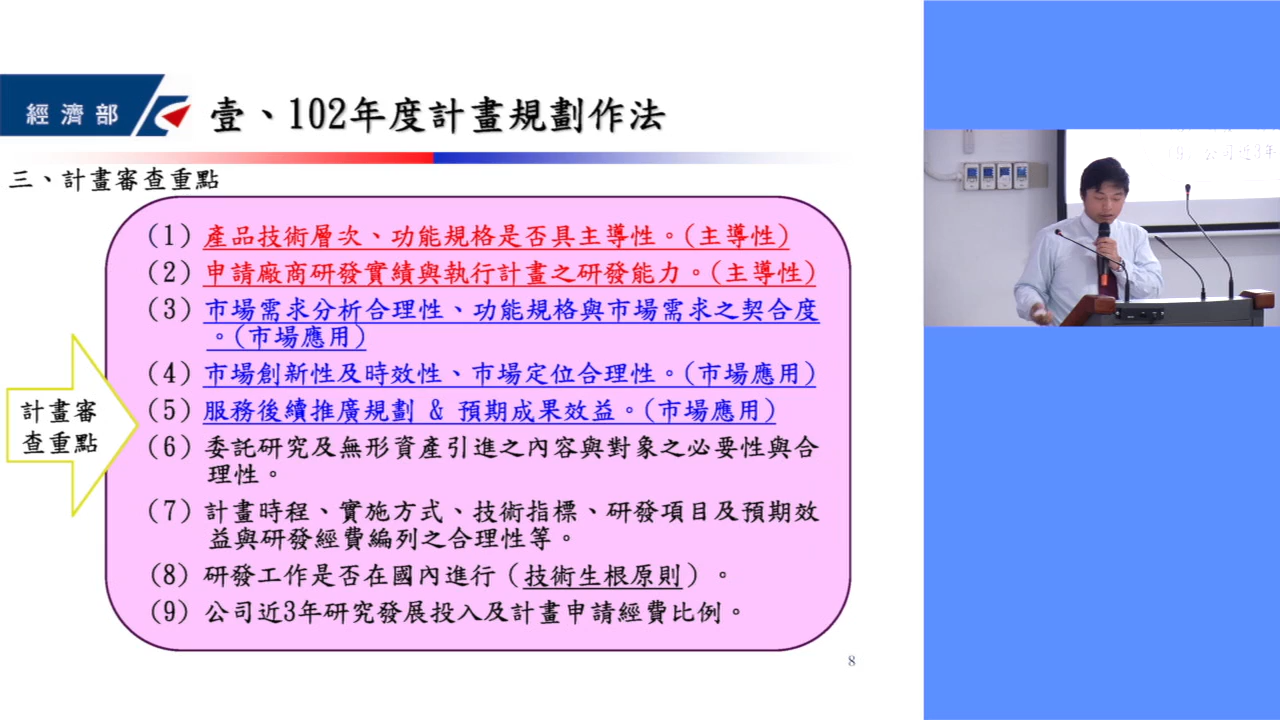 經濟部
壹、102年度計畫規劃作法
三、計畫審查重點
計畫審
查重點
(1) 產品技術層次、功能規格是否具主導性。(主導性)
(2) 申請廠商研發實績與執行計畫之研發能力。(主導性)
(3) 市場需求分析合理性、功能規格與市場需求之契合度
。(市場應用)
(4) 市場創新性及時效性、市場定位合理性。(市場應用)
(5) 服務後續推廣規劃 & 預期成果效益。(市場應用)
(6) 委託研究及無形資產引進之內容與對象之必要性與合
理性。
(7) 計畫時程、實施方式、技術指標、研發項目及預期效
益與研發經費編列之合理性等。
(8) 研發工作是否在國內進行(技術生根原則)。
(9) 公司近3年研究發展投入及計畫申請經費比例。
8
公司近3年